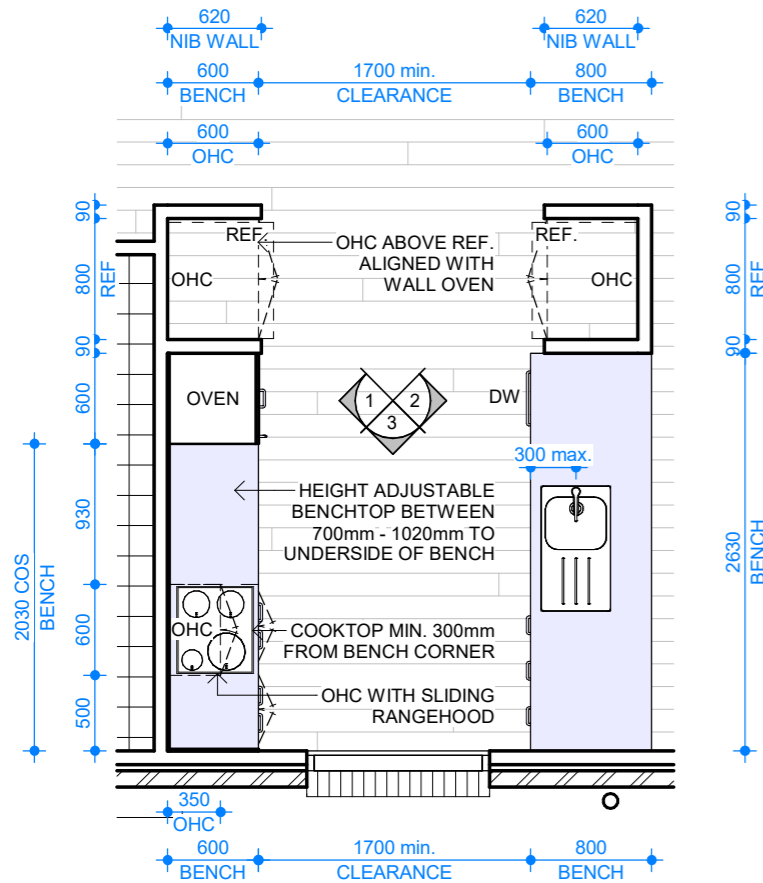 620
NIB WALL
620
NIB WALL
600
BENCH
1700 min.
CLEARANCE
800
BENCH
600
OHC
600
OHC
90
800
REF
90
600
930
600
500
2030 COS
BENCH
90
800
REF
90
2630
BENCH
REF.
OHC
OHC ABOVE REF.
ALIGNED WITH
WALL OVEN
REF.
OHC
OVEN
1
2
3
DW
300 max.
HEIGHT ADJUSTABLE
BENCHTOP BETWEEN
700mm - 1020mm TO
UNDERSIDE OF BENCH
OHC
COOKTOP MIN. 300mm
FROM BENCH CORNER
OHC WITH SLIDING
RANGEHOOD
350
OHC
600
BENCH
1700 min.
CLEARANCE
800
BENCH